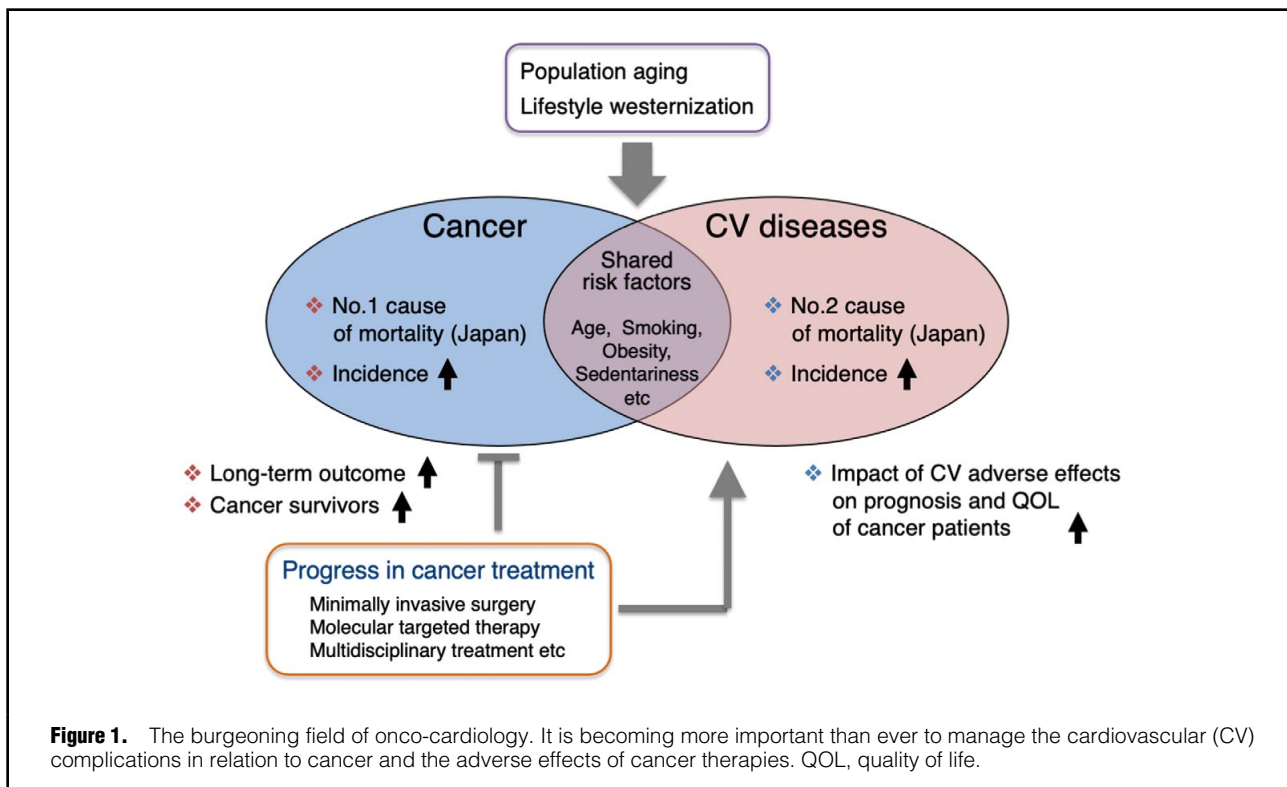 Population aging
Lifestyle westernization
Cancer
CV diseases
Shared
risk factors
Age, Smoking,
Obesity,
Sedentariness
etc
❖ No.1 cause
of mortality (Japan)
❖ Incidence
❖ No.2 cause
of mortality (Japan)
❖ Incidence
❖ Long-term outcome
❖ Cancer survivors
❖ Impact of CV adverse effects
on prognosis and QOL
of cancer patients
Progress in cancer treatment
Minimally invasive surgery
Molecular targeted therapy
Multidisciplinary treatment etc
Figure 1. The burgeoning field of onco-cardiology. It is becoming more important than ever to manage the cardiovascular (CV)
complications in relation to cancer and the adverse effects of cancer therapies. QOL, quality of life.